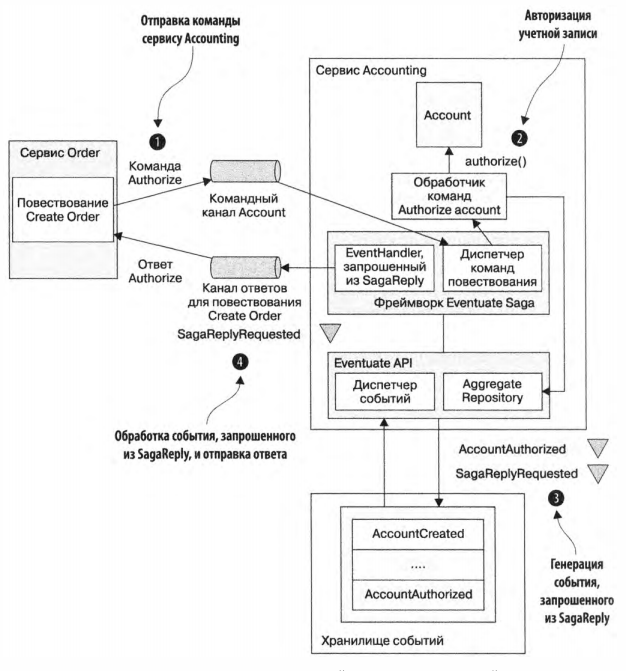 Отправка команды
сервису Accounting
Авторизация
учетной записи
Сервис Accounting
Account
1
2
Сервис Order
Команда
Authorize
authorize()
Повествование
Create Order
Командный
канал Account
Обработчик
команд
Authorize account
Ответ
Authorize
Канал ответов
для повествования
Create Order
SagaReplyRequested
EventHandler,
запрошенный
из SagaReply
Диспетчер
команд
повествования
Фреймворк Eventuate Saga
4
Eventuate API
Диспетчер
событий
Aggregate
Repository
Обработка события, запрошенного
из SagaReply, и отправка ответа
AccountAuthorized
SagaReplyRequested
3
AccountCreated
....
AccountAuthorized
Хранилище событий
Генерация
события,
запрошенного
из SagaReply